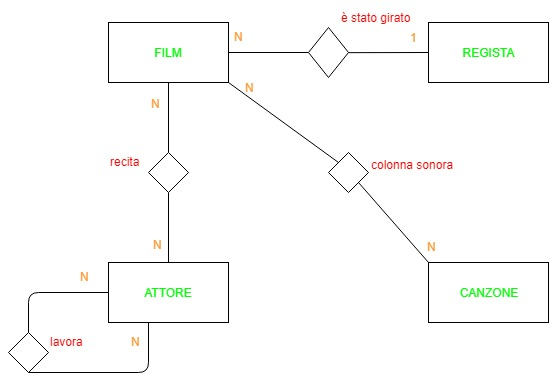 è stato girato
N
1
FILM
REGISTA
N
N
recita
colonna sonora
N
N
N
ATTORE
CANZONE
lavora
N